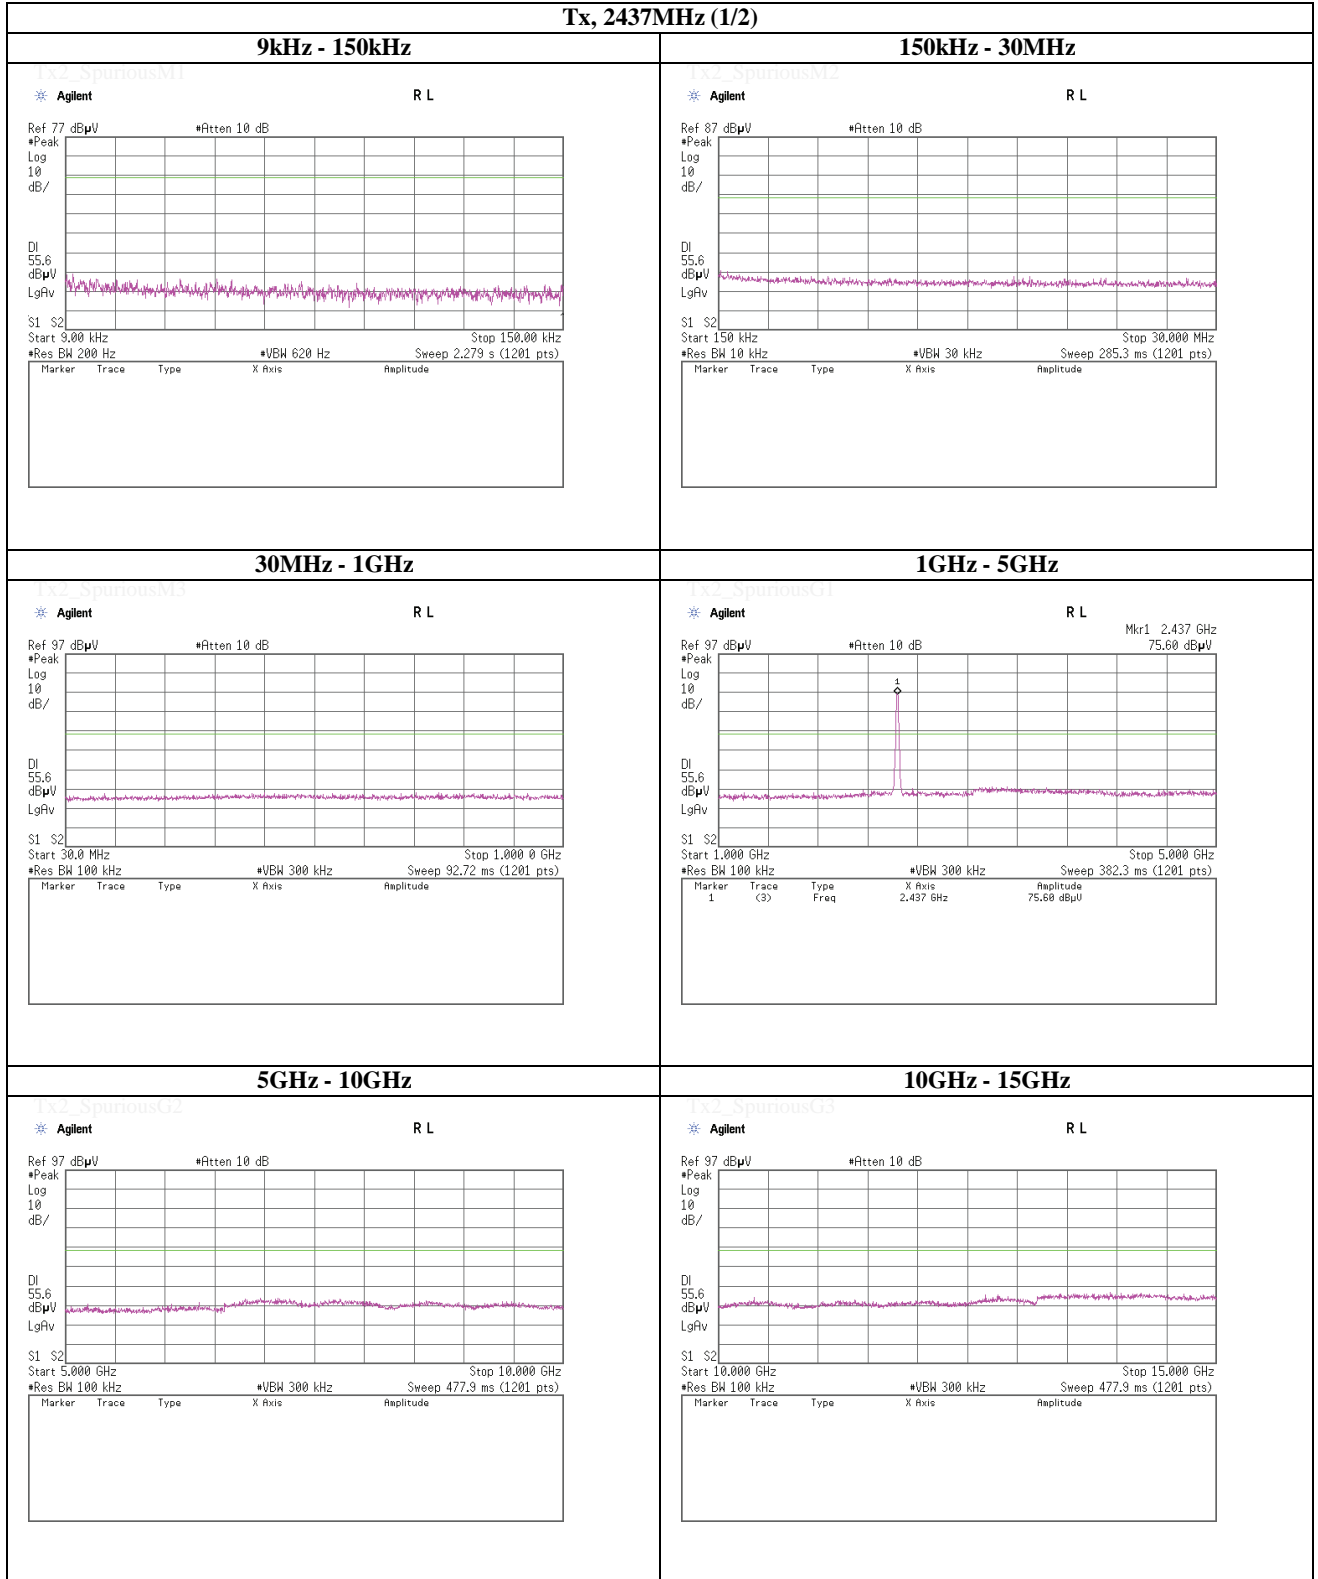 Tx, 2437MHz (1/2)
9kHz - 150kHz
Tx2_SpuriousM1
Agilent R L
Ref 77 dBµV #Atten 10 dB
#Peak
Log
10
dB/
DI
55.6
dBµV
LgAv
S1 S2
Start 9.00 kHz Stop 150.00 kHz
#Res BW 200 Hz #VBW 620 Hz Sweep 2.279 s (1201 pts)
Marker Trace Type X Axis Amplitude
150kHz - 30MHz
Tx2_SpuriousM2
Agilent R L
Ref 87 dBµV #Atten 10 dB
#Peak
Log
10
dB/
DI
55.6
dBµV
LgAv
S1 S2
Start 150 kHz Stop 30.000 MHz
#Res BW 10 kHz #VBW 30 kHz Sweep 285.3 ms (1201 pts)
Marker Trace Type X Axis Amplitude
30MHz - 1GHz
Tx2_SpuriousM3
Agilent R L
Ref 97 dBµV #Atten 10 dB
#Peak
Log
10
dB/
DI
55.6
dBµV
LgAv
S1 S2
Start 30.0 MHz Stop 1.000 0 GHz
#Res BW 100 kHz #VBW 300 kHz Sweep 92.72 ms (1201 pts)
Marker Trace Type X Axis Amplitude
1GHz - 5GHz
Tx2_SpuriousG1
Agilent R L
Mkr1 2.437 GHz
Ref 97 dBµV #Atten 10 dB 75.60 dBµV
#Peak
Log
10
dB/
1
DI
55.6
dBµV
LgAv
S1 S2
Start 1.000 GHz Stop 5.000 GHz
#Res BW 100 kHz #VBW 300 kHz Sweep 382.3 ms (1201 pts)
Marker Trace Type X Axis Amplitude
1 (3) Freq 2.437 GHz 75.60 dBµV
5GHz - 10GHz
Tx2_SpuriousG2
Agilent R L
Ref 97 dBµV #Atten 10 dB
#Peak
Log
10
dB/
DI
55.6
dBµV
LgAv
S1 S2
Start 5.000 GHz Stop 10.000 GHz
#Res BW 100 kHz #VBW 300 kHz Sweep 477.9 ms (1201 pts)
Marker Trace Type X Axis Amplitude
10GHz - 15GHz
Tx2_SpuriousG3
Agilent R L
Ref 97 dBµV #Atten 10 dB
#Peak
Log
10
dB/
DI
55.6
dBµV
LgAv
S1 S2
Start 10.000 GHz Stop 15.000 GHz
#Res BW 100 kHz #VBW 300 kHz Sweep 477.9 ms (1201 pts)
Marker Trace Type X Axis Amplitude